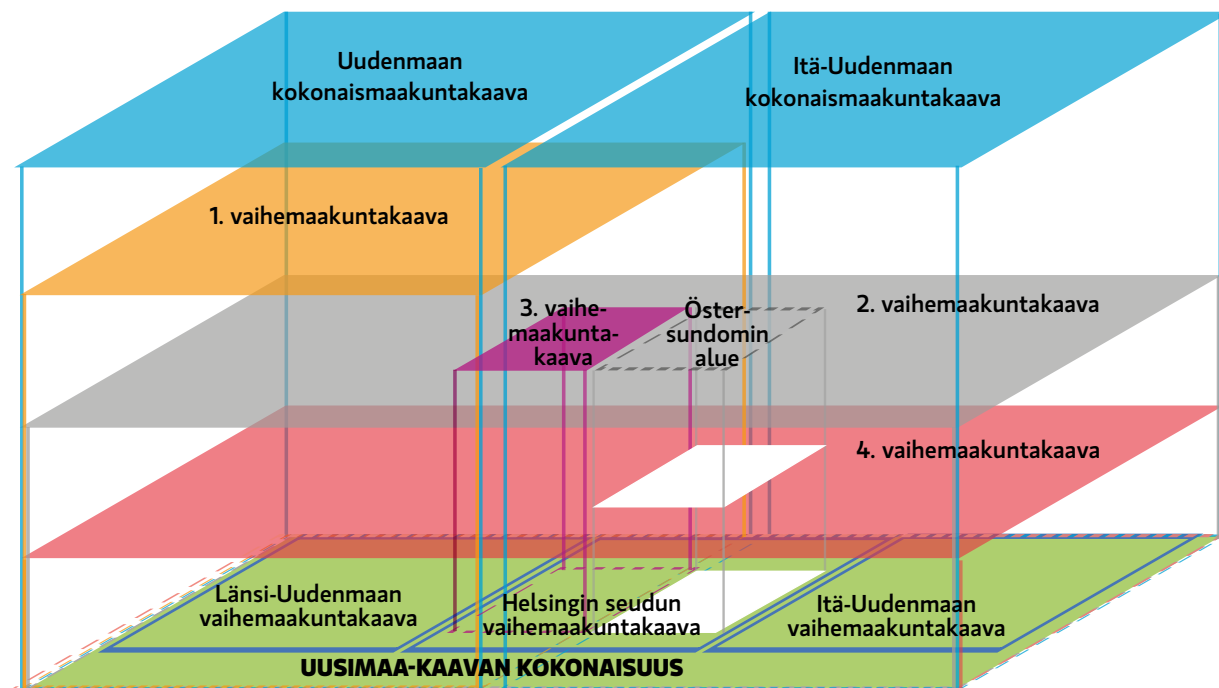 Uudenmaan
kokonaismaakuntakaava
Itä-Uudenmaan
kokonaismaakuntakaava
1. vaihemaakuntakaava
2. vaihemaakuntakaava
3. vaihe-
maakunta-
kaava
Öster-
sundomin
alue
4. vaihemaakuntakaava
Länsi-Uudenmaan
vaihemaakuntakaava
Helsingin seudun
vaihemaakuntakaava
Itä-Uudenmaan
vaihemaakuntakaava
UUSIMAA-KAAVAN KOKONAISUUS